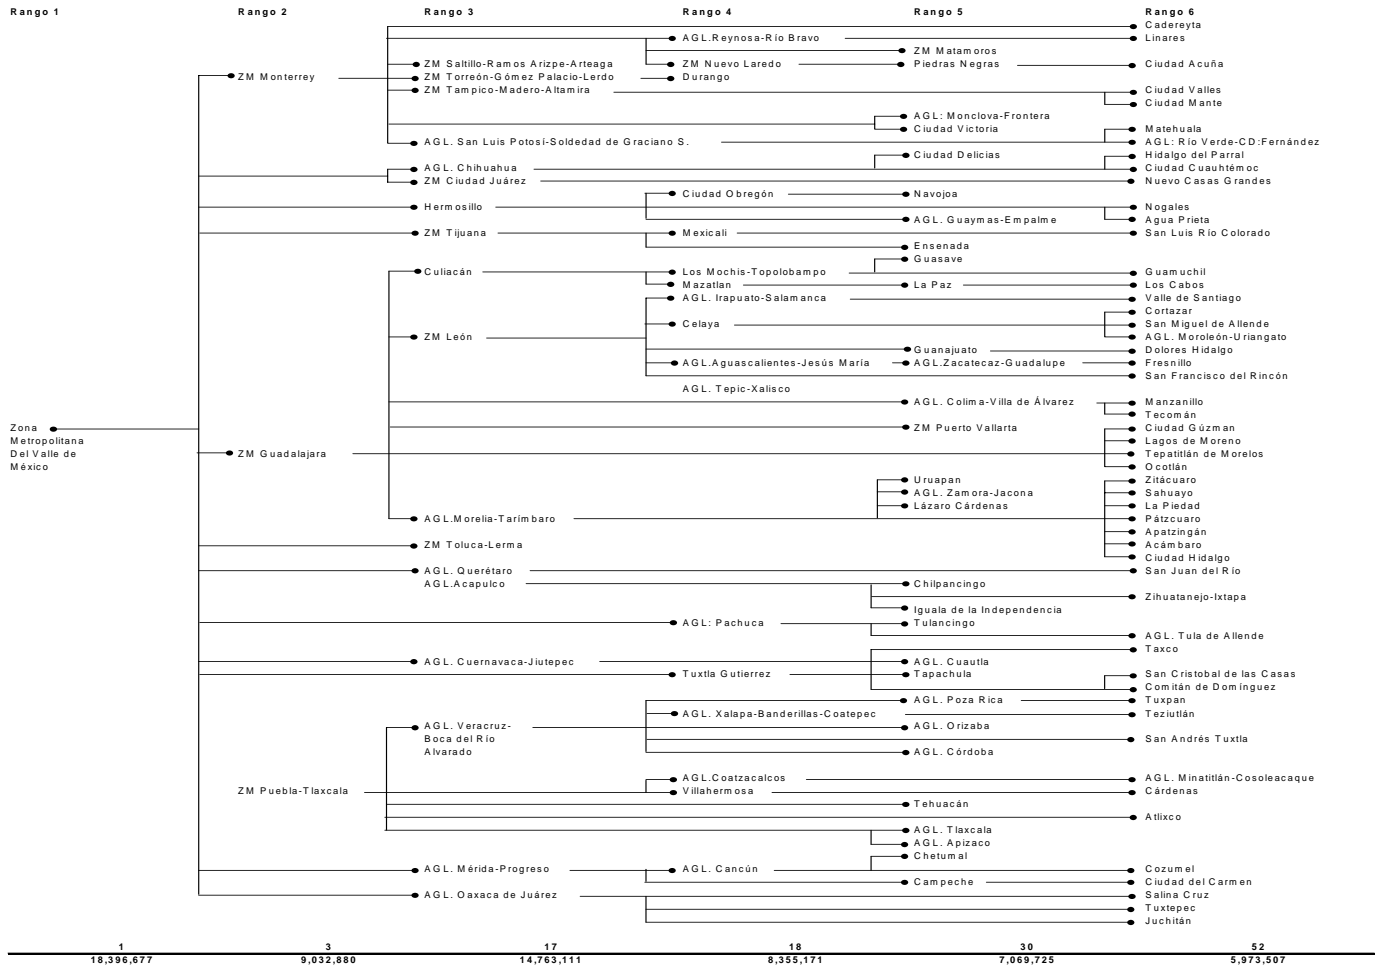 Rango 1 Rango 2 Rango 3 Rango 4 Rango 5 Rango 6
Cadereyta
AGL.Reynosa-Río Bravo Linares
ZM Matamoros
ZM Saltillo-Ramos Arizpe-Arteaga ZM Nuevo Laredo Piedras Negras Ciudad Acuña
ZM Monterrey ZM Torreón-Gómez Palacio-Lerdo Durango
ZM Tampico-Madero-Altamira Ciudad Valles
Ciudad Mante
AGL: Monclova-Frontera
Ciudad Victoria Matehuala
AGL. San Luis Potosí-Soldedad de Graciano S. AGL: Río Verde-CD:Fernández
Ciudad Delicias Hidalgo del Parral
AGL. Chihuahua Ciudad Cuauhtémoc
ZM Ciudad Juárez Nuevo Casas Grandes
Ciudad Obregón Navojoa
Hermosillo Nogales
AGL. Guaymas-Empalme Agua Prieta
ZM Tijuana Mexicali San Luis Río Colorado
Ensenada
Guasave
Culiacán Los Mochis-Topolobampo Guamuchil
Mazatlan La Paz Los Cabos
AGL. Irapuato-Salamanca Valle de Santiago
Cortazar
Celaya San Miguel de Allende
ZM León AGL. Moroleón-Uriangato
Guanajuato Dolores Hidalgo
AGL.Aguascalientes-Jesús María AGL.Zacatecaz-Guadalupe Fresnillo
San Francisco del Rincón
AGL. Tepic-Xalisco
AGL. Colima-Villa de Álvarez Manzanillo
Tecomán
Zona ZM Puerto Vallarta Ciudad Gúzman
Metropolitana Lagos de Moreno
Del Valle de ZM Guadalajara Tepatitlán de Morelos
México Ocotlán
Uruapan Zitácuaro
AGL. Zamora-Jacona Sahuayo
Lázaro Cárdenas La Piedad
AGL.Morelia-Tarímbaro Pátzcuaro
Apatzingán
ZM Toluca-Lerma Acámbaro
Ciudad Hidalgo
AGL. Querétaro San Juan del Río
AGL.Acapulco Chilpancingo
Zihuatanejo-Ixtapa
Iguala de la Independencia
AGL: Pachuca Tulancingo
AGL. Tula de Allende
Taxco
AGL. Cuernavaca-Jiutepec AGL. Cuautla
Tuxtla Gutierrez Tapachula San Cristobal de las Casas
Comitán de Domínguez
AGL. Poza Rica Tuxpan
AGL. Xalapa-Banderillas-Coatepec Teziutlán
AGL. Veracruz- AGL. Orizaba
Boca del Río San Andrés Tuxtla
Alvarado AGL. Córdoba
AGL.Coatzacalcos AGL. Minatitlán-Cosoleacaque
ZM Puebla-Tlaxcala Villahermosa Cárdenas
Tehuacán
Atlixco
AGL. Tlaxcala
AGL. Apizaco
Chetumal
AGL. Mérida-Progreso AGL. Cancún Cozumel
Campeche Ciudad del Carmen
AGL. Oaxaca de Juárez Salina Cruz
Tuxtepec
Juchitán
1 3 17 18 30 52
18,396,677 9,032,880 14,763,111 8,355,171 7,069,725 5,973,507